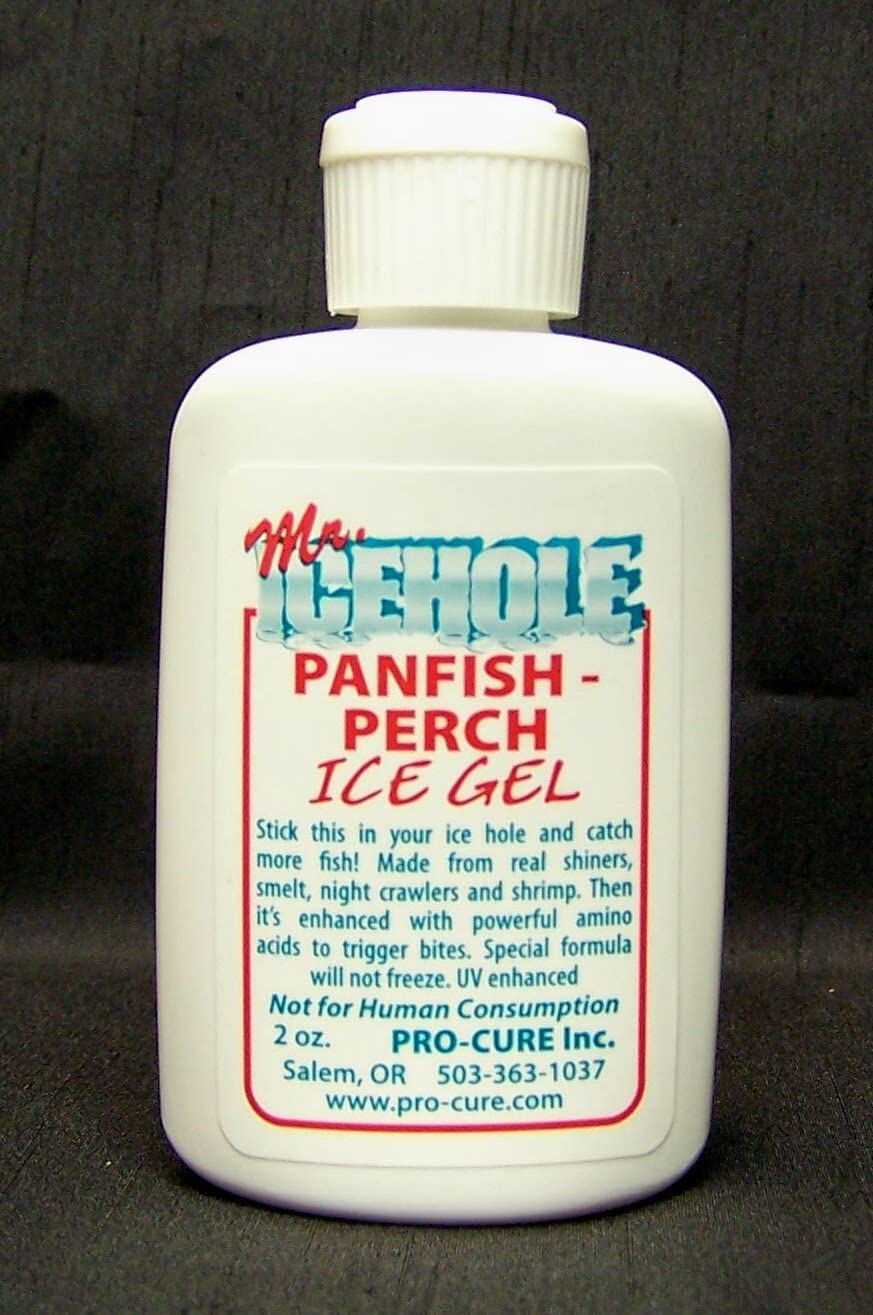 Mr.
ICEHOLE
PANFISH -
PERCH
ICE GEL
Stick this in your ice hole and catch
more fish! Made from real shiners,
smelt, night crawlers and shrimp. Then
it's enhanced with powerful amino
acids to trigger bites. Special formula
will not freeze. UV enhanced
Not for Human Consumption
2 oz. PRO-CURE Inc.
Salem, OR 503-363-1037
www.pro-cure.com